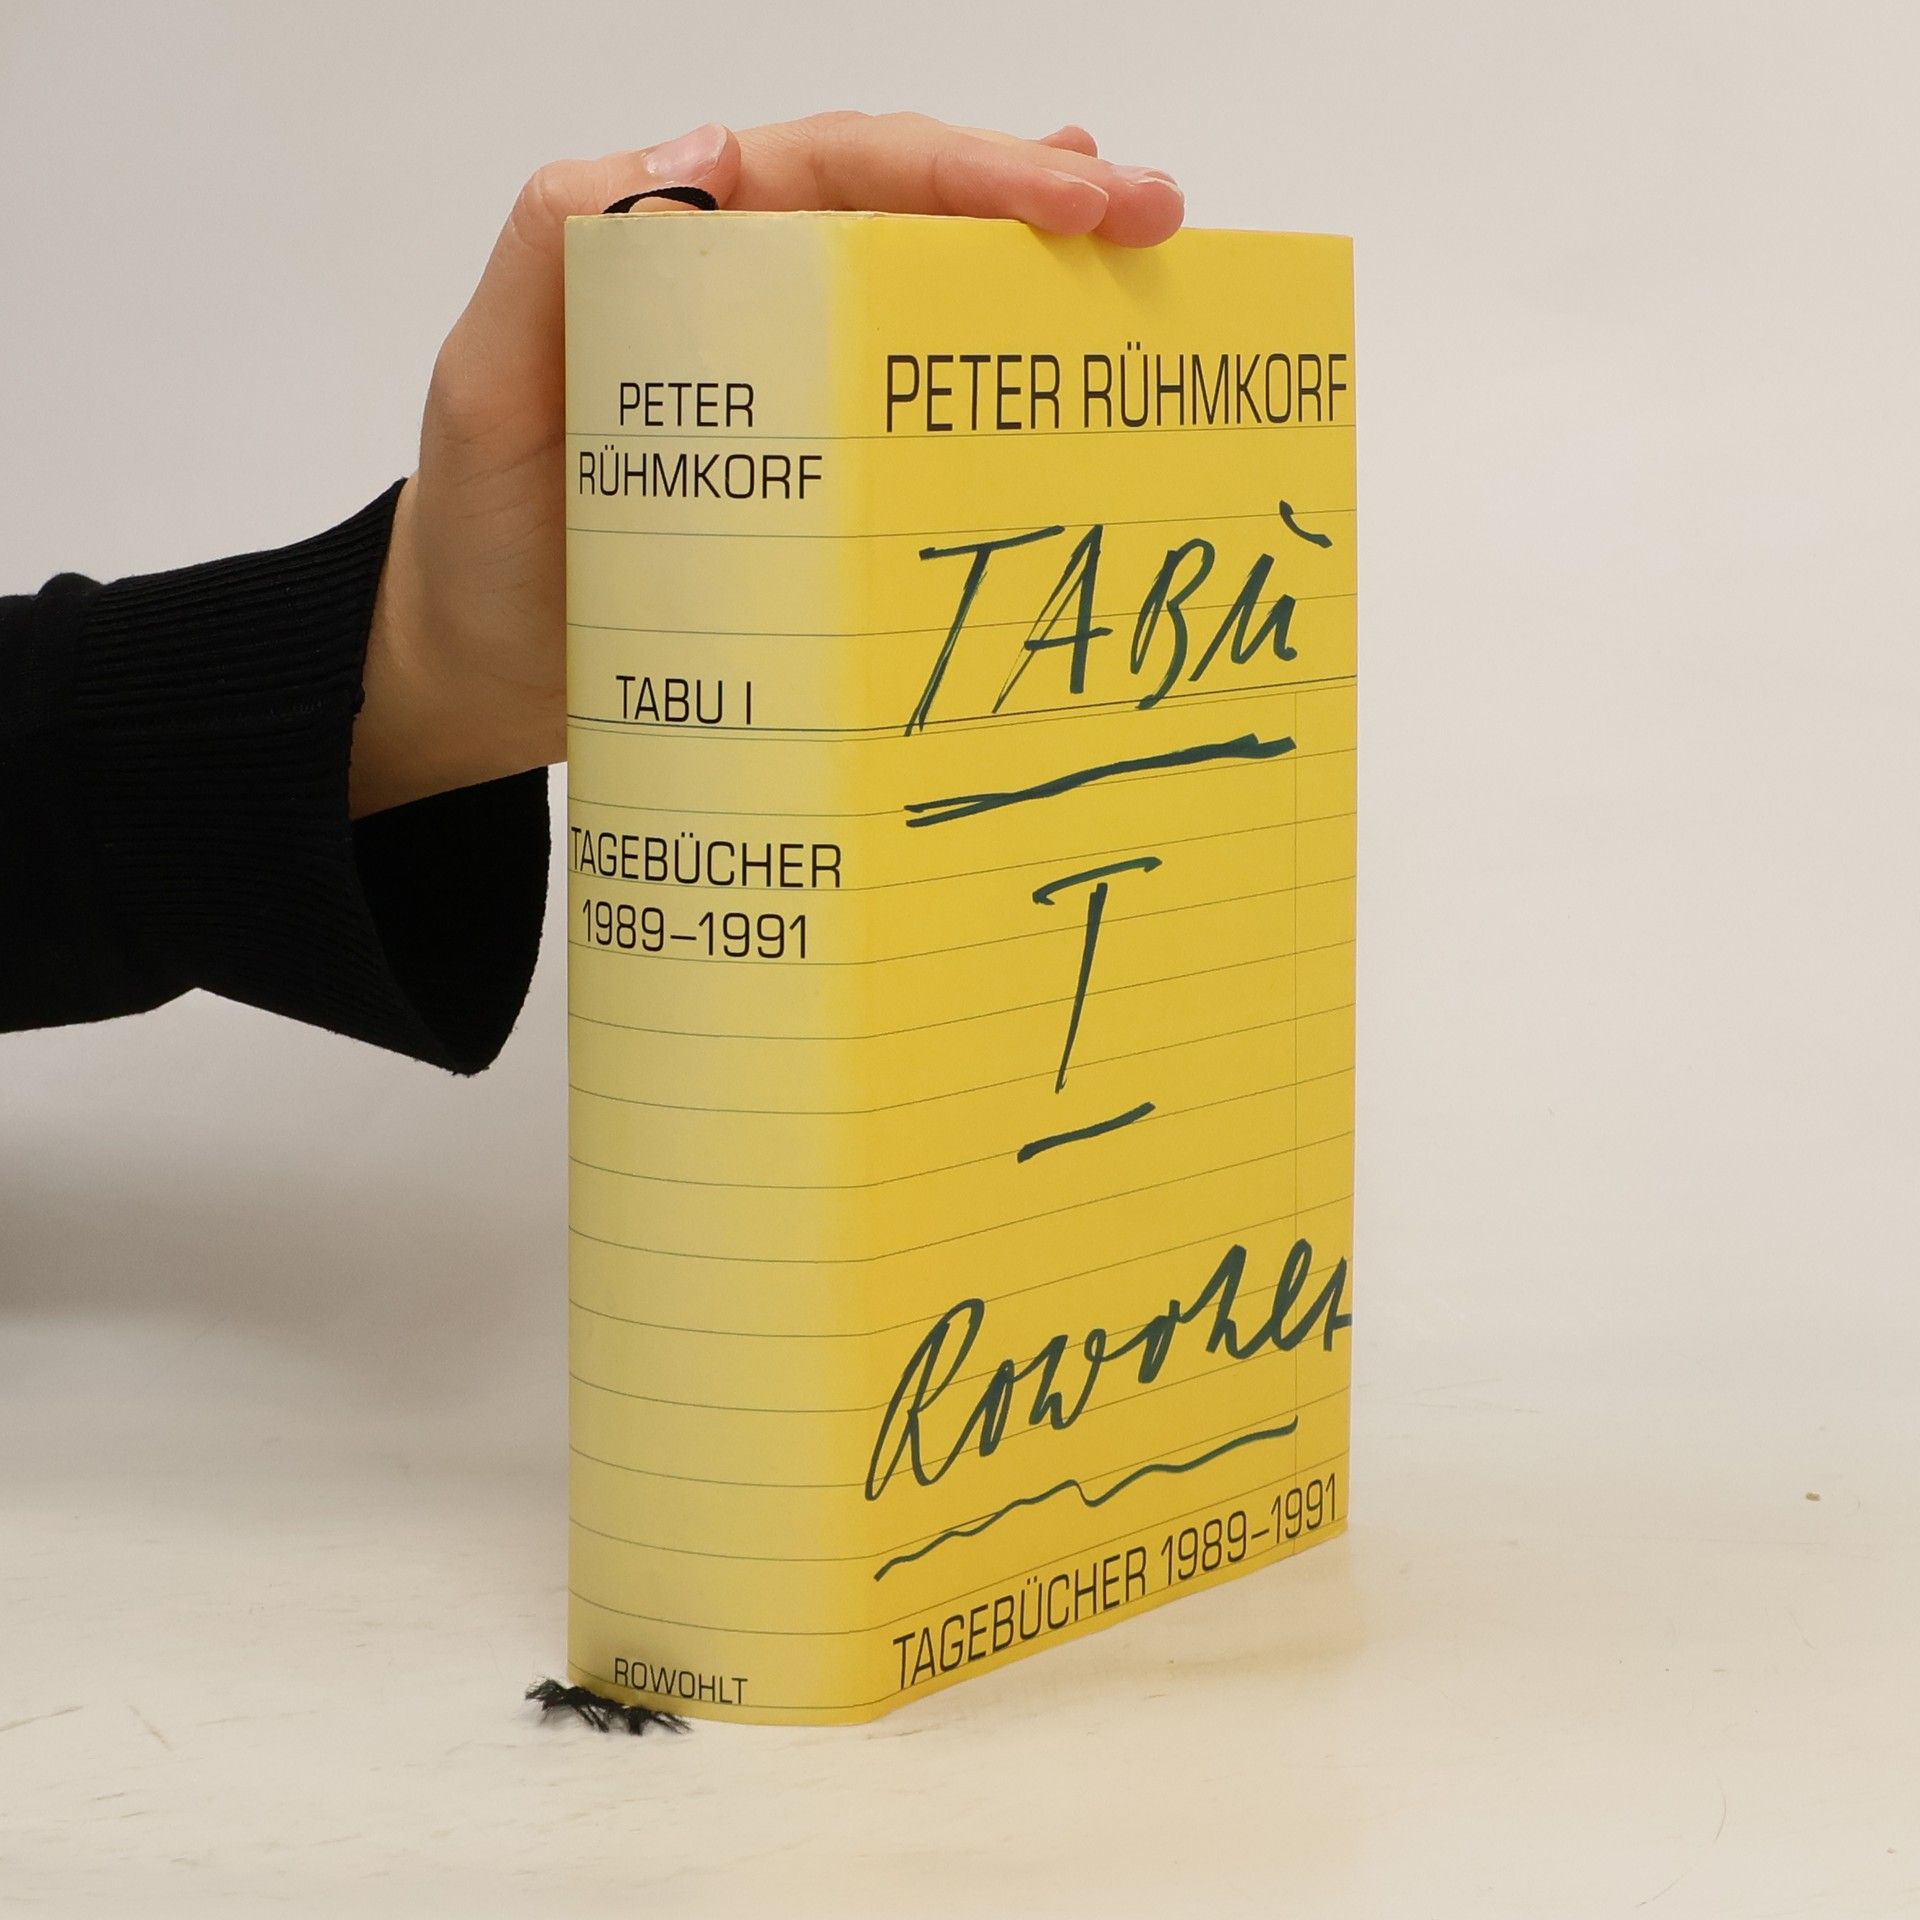 PETER
RÜHMKORF
TABU I
TAGEBÜCHER
1989–1991
ROWOHLT
PETER RÜHMKORF
TABU
I
Rowohlt
TAGEBÜCHER 1989–1991